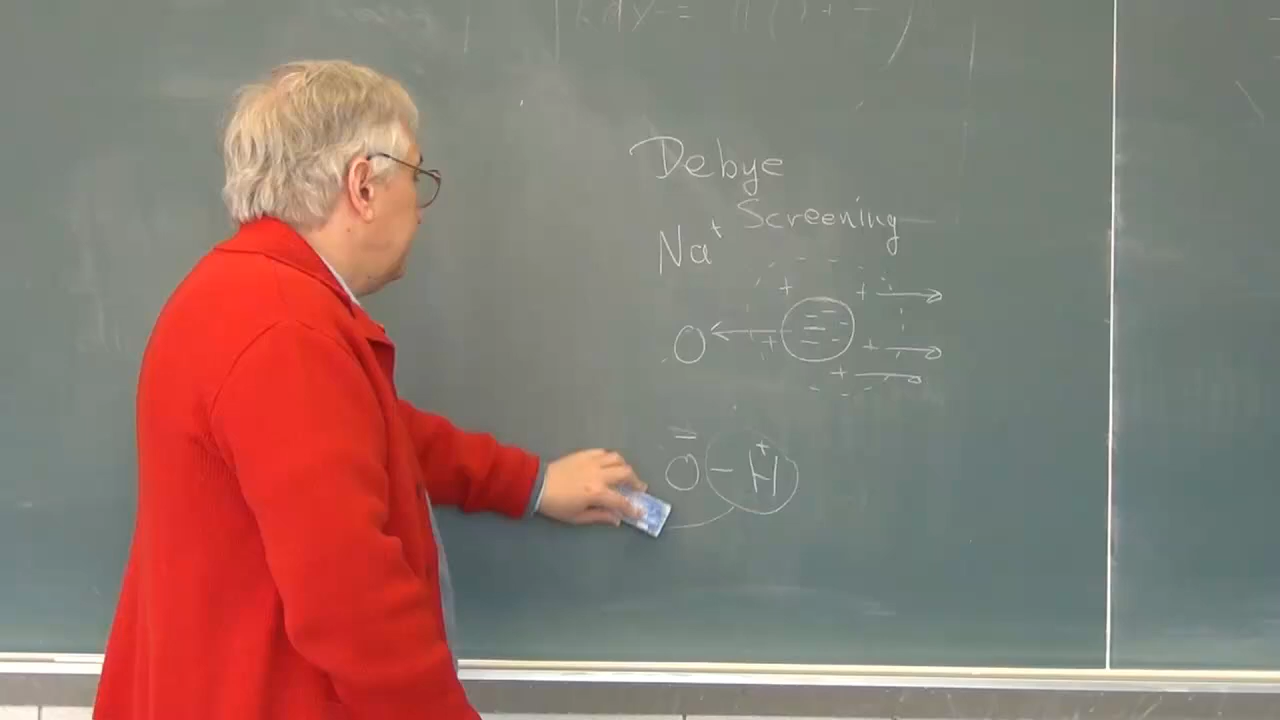 Debye
Screening
Na⁺
O
O - H